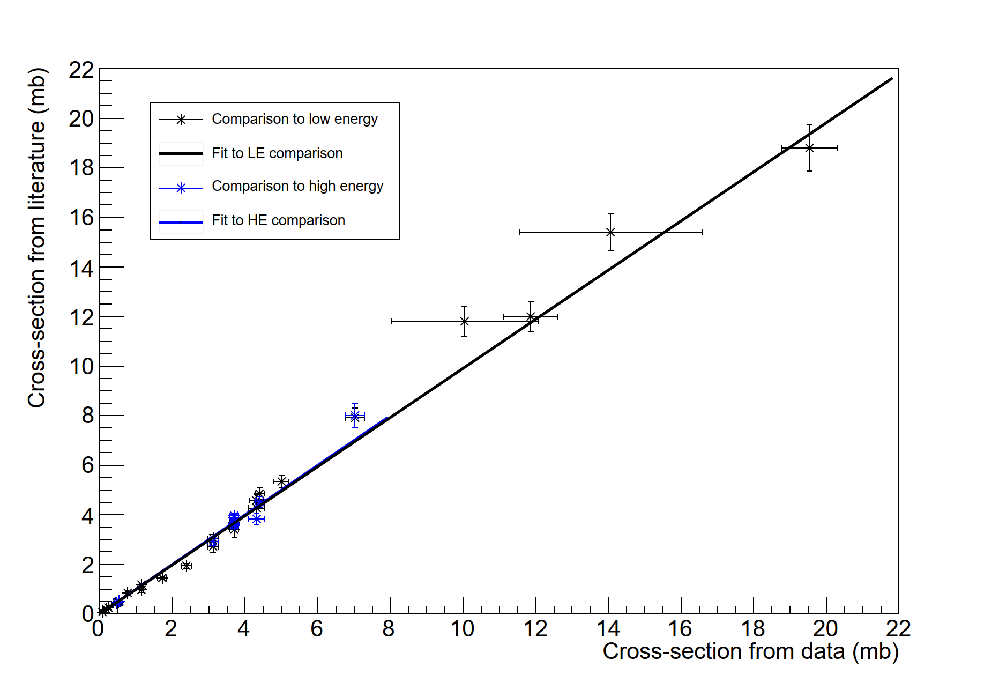 Cross-section from literature (mb)
22
20
18
16
14
12
10
8
6
4
2
0
Comparison to low energy
Fit to LE comparison
Comparison to high energy
Fit to HE comparison
0 2 4 6 8 10 12 14 16 18 20 22
Cross-section from data (mb)